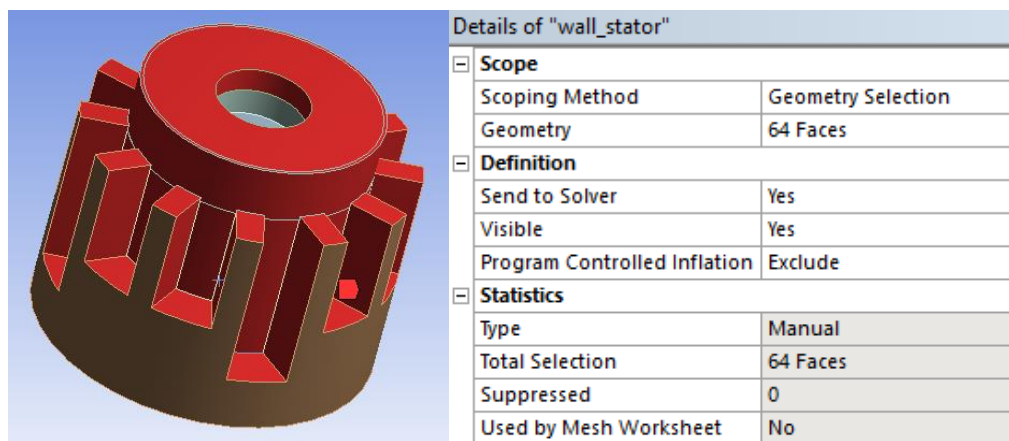 Details of "wall_stator"
Scope
Scoping Method Geometry Selection
Geometry 64 Faces
Definition
Send to Solver Yes
Visible Yes
Program Controlled Inflation Exclude
Statistics
Type Manual
Total Selection 64 Faces
Suppressed 0
Used by Mesh Worksheet No